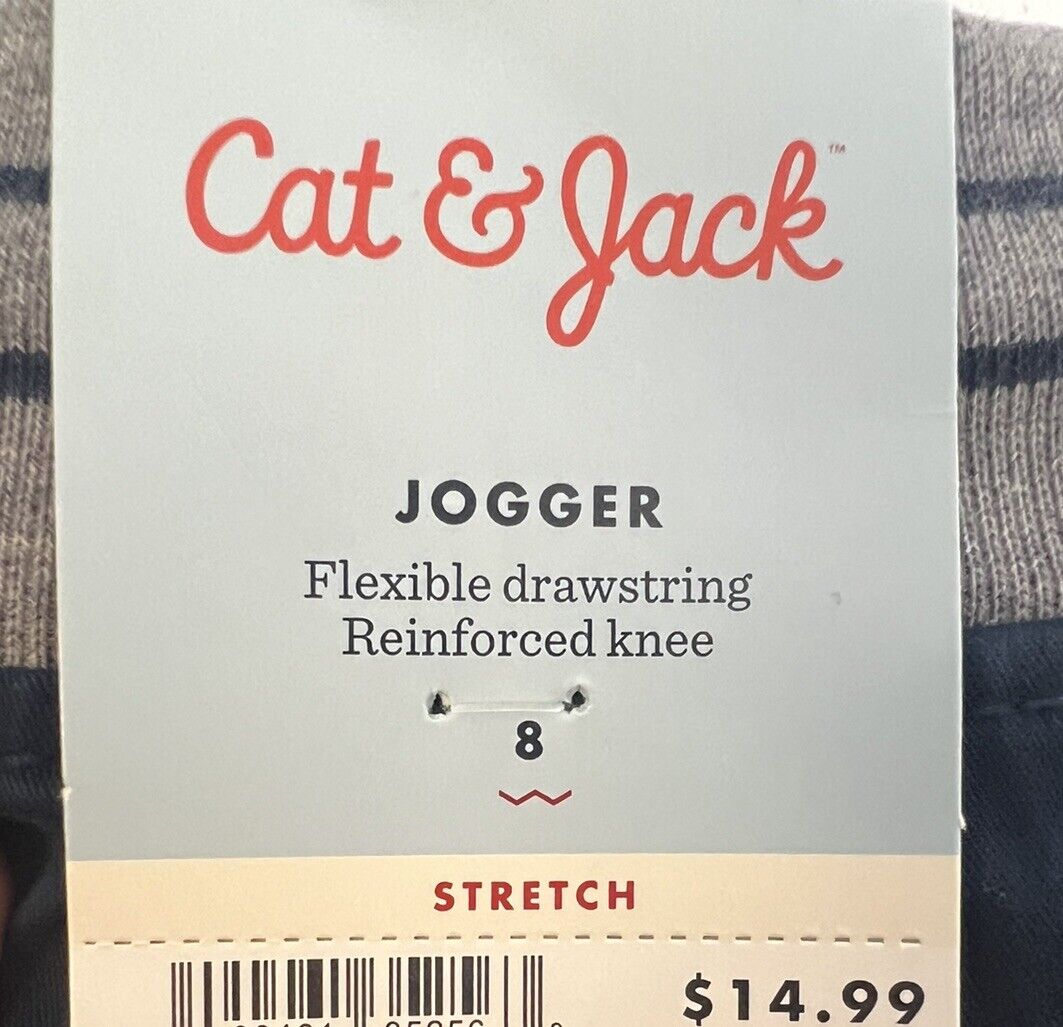 Cat & Jack™
JOGGER
Flexible drawstring
Reinforced knee
8
STRETCH
$14.99